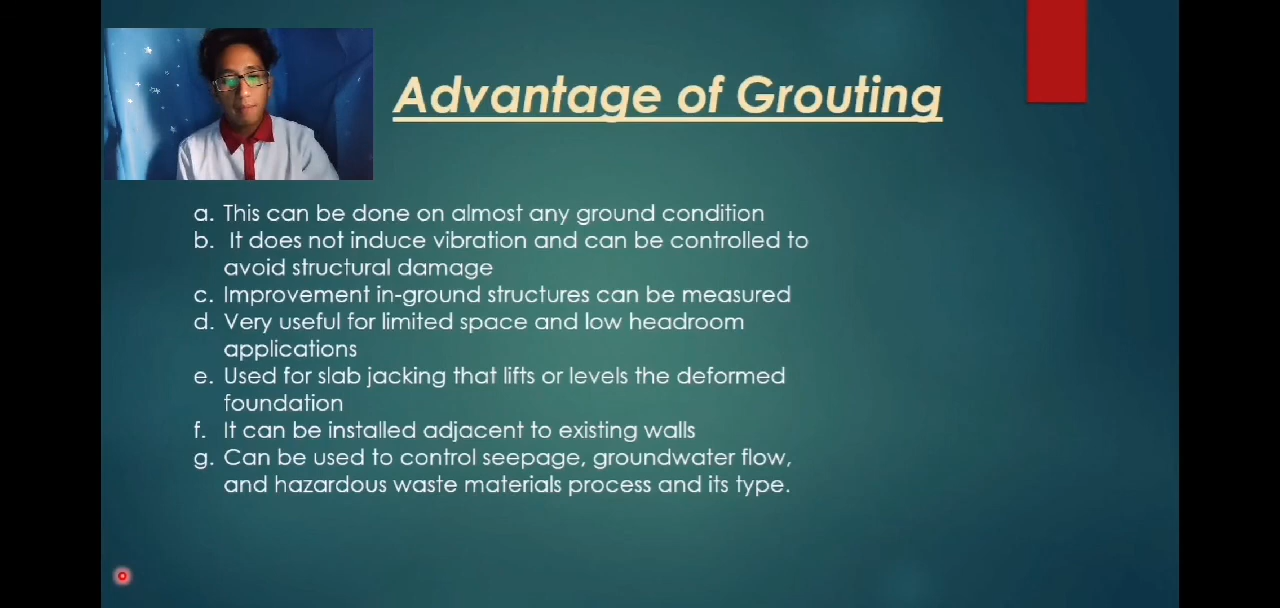 Advantage of Grouting
a. This can be done on almost any ground condition
b. It does not induce vibration and can be controlled to
avoid structural damage
c. Improvement in-ground structures can be measured
d. Very useful for limited space and low headroom
applications
e. Used for slab jacking that lifts or levels the deformed
foundation
f. It can be installed adjacent to existing walls
g. Can be used to control seepage, groundwater flow,
and hazardous waste materials process and its type.